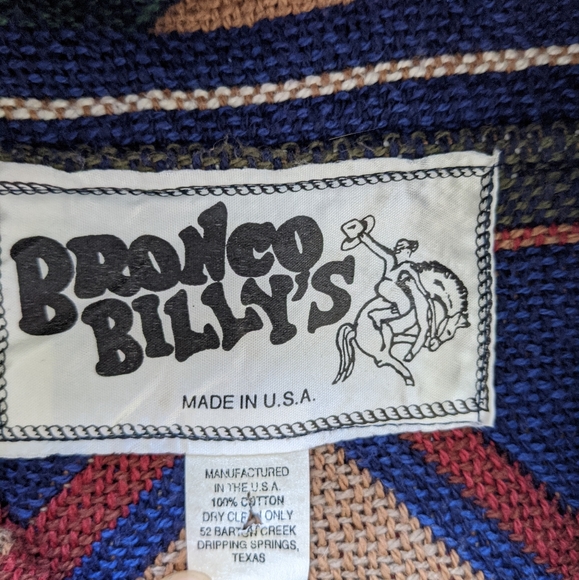 BRONCO
BILLY'S
MADE IN U.S.A.
MANUFACTURED
IN THE U.S.A.
100% COTTON
DRY CLEAN ONLY
52 BARTON CREEK
DRIPPING SPRINGS,
TEXAS